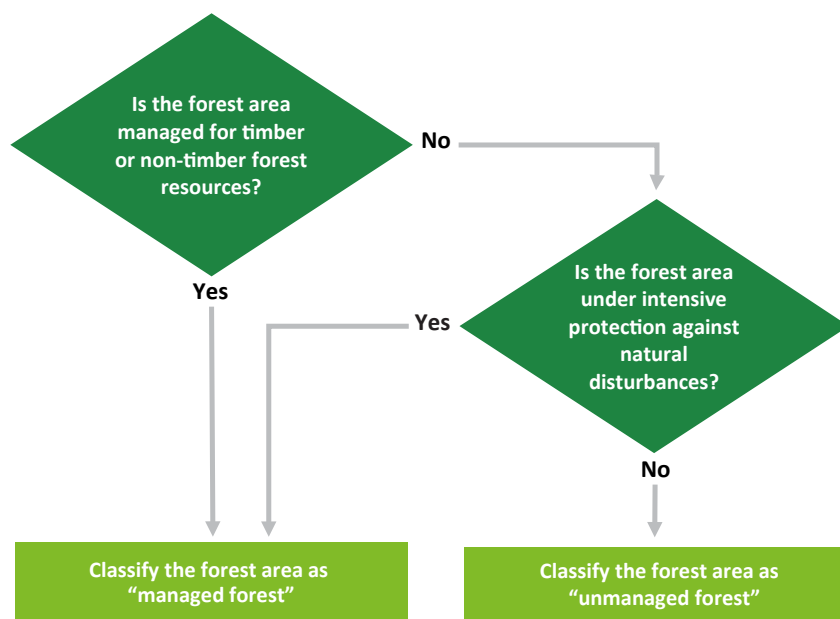 Is the forest area
managed for timber
or non-timber forest
resources?
No
Yes
Is the forest area
under intensive
protection against
natural
disturbances?
Yes
No
Classify the forest area as
“managed forest”
Classify the forest area as
“unmanaged forest”